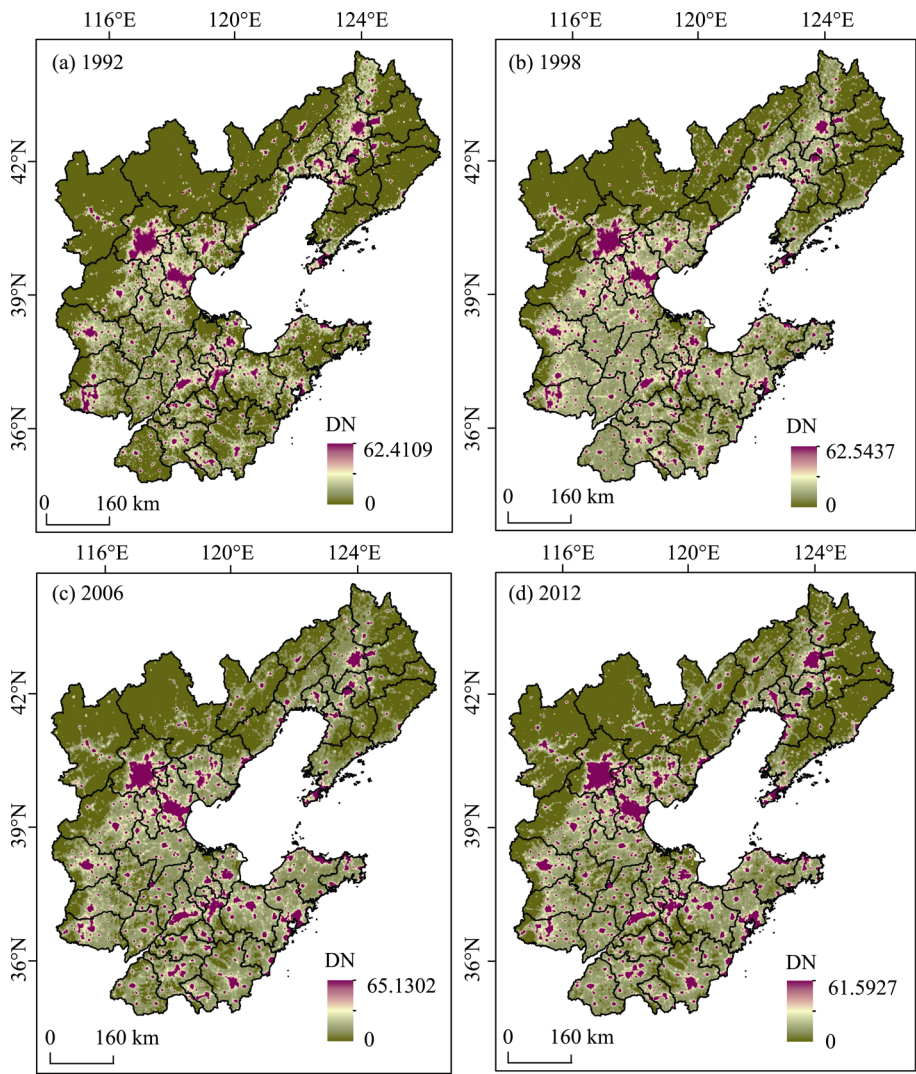 116°E 120°E 124°E 116°E 120°E 124°E
(a) 1992 (b) 1998
42°N 42°N
39°N 39°N
36°N 36°N
DN DN
62.4109 62.5437
0 0
0 160 km 0 160 km
116°E 120°E 124°E 116°E 120°E 124°E
(c) 2006 (d) 2012
42°N 42°N
39°N 39°N
36°N 36°N
DN DN
65.1302 61.5927
0 0
0 160 km 0 160 km